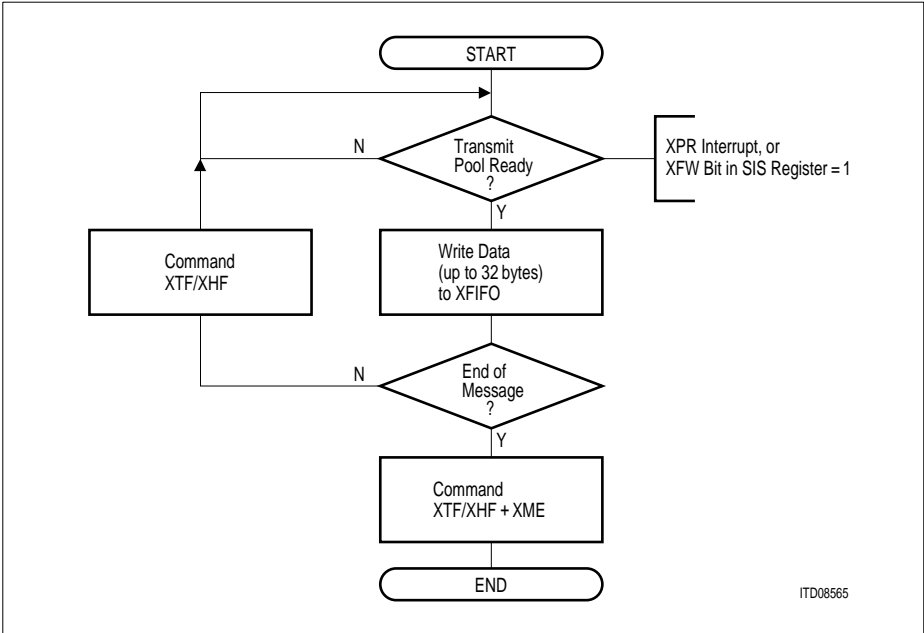 START
N
Transmit
Pool Ready
?
XPR Interrupt, or
XFW Bit in SIS Register = 1
Y
Command
XTF/XHF
Write Data
(up to 32 bytes)
to XFIFO
N
End of
Message
?
Y
Command
XTF/XHF + XME
END
ITD08565